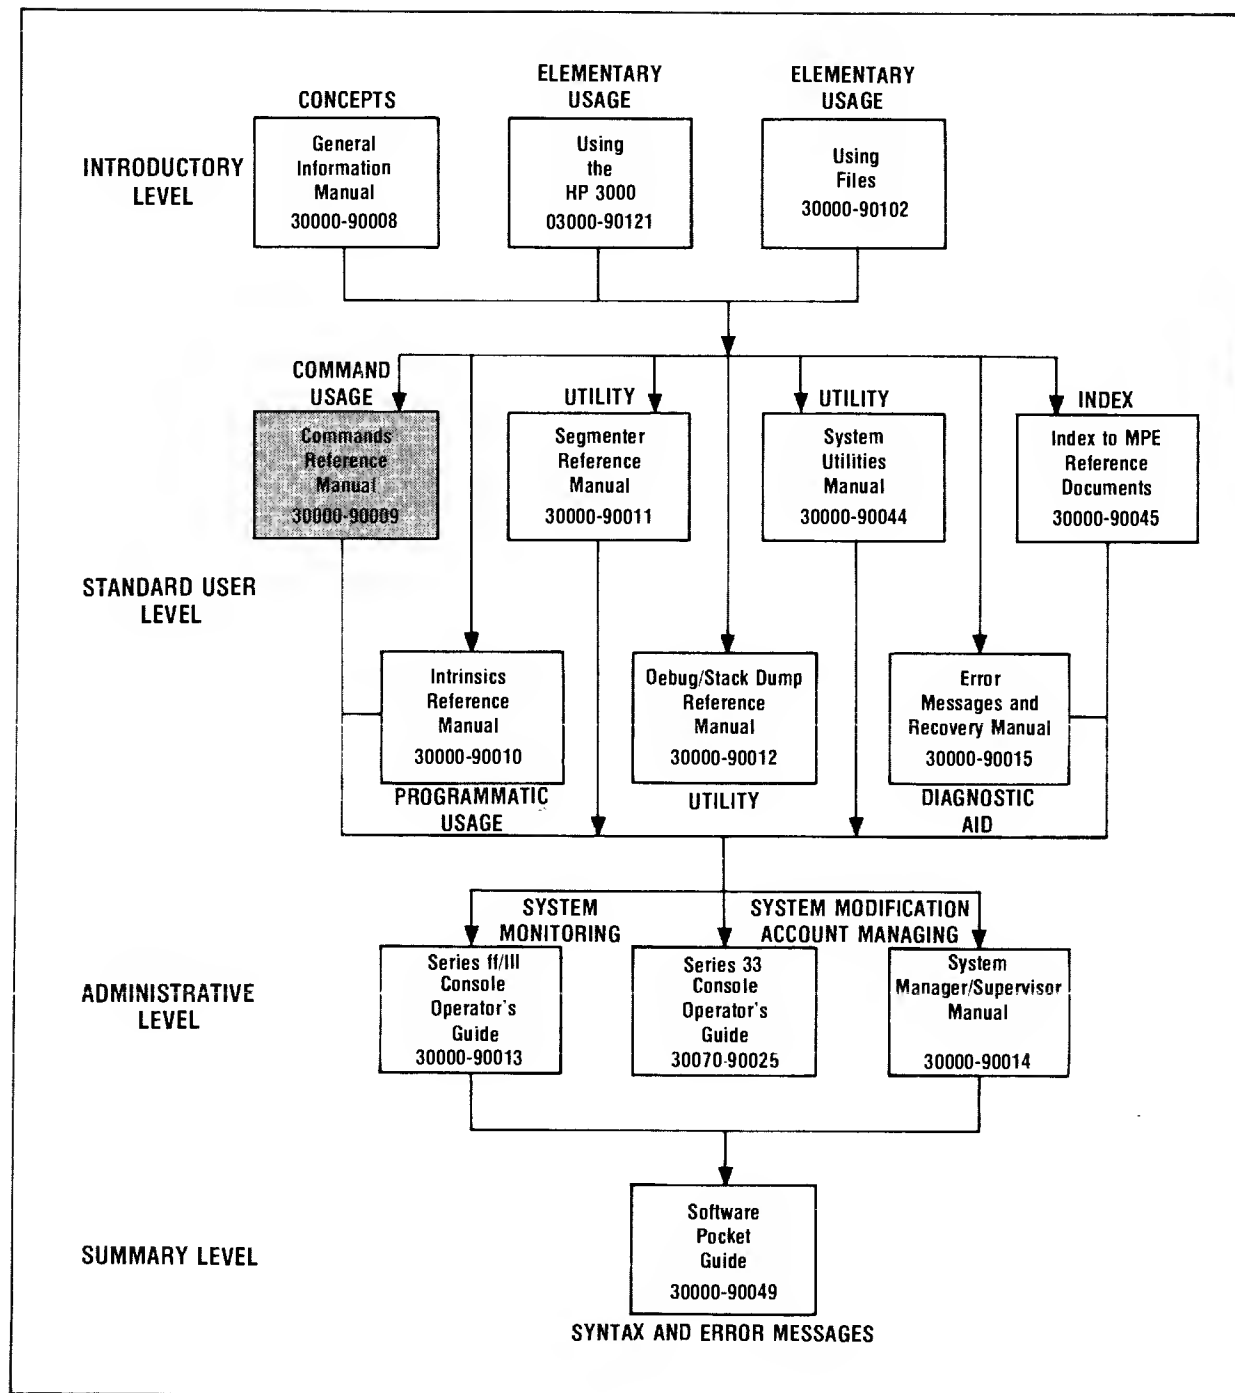 CONCEPTS
General
Information
Manual
30000-90008
ELEMENTARY
USAGE
Using
the
HP 3000
03000-90121
ELEMENTARY
USAGE
Using
Files
30000-90102
INTRODUCTORY
LEVEL
COMMAND
USAGE
Commands
Reference
Manual
30000-90009
UTILITY
Segmenter
Reference
Manual
30000-90011
UTILITY
System
Utilities
Manual
30000-90044
INDEX
Index to MPE
Reference
Documents
30000-90045
STANDARD USER
LEVEL
Intrinsics
Reference
Manual
30000-90010
PROGRAMMATIC
USAGE
Debug/Stack Dump
Reference
Manual
30000-90012
UTILITY
Error
Messages and
Recovery Manual
30000-90015
DIAGNOSTIC
AID
SYSTEM
MONITORING
SYSTEM MODIFICATION
ACCOUNT MANAGING
ADMINISTRATIVE
LEVEL
Series II/III
Console
Operator's
Guide
30000-90013
Series 33
Console
Operator's
Guide
30070-90025
System
Manager/Supervisor
Manual
30000-90014
SUMMARY LEVEL
Software
Pocket
Guide
30000-90049
SYNTAX AND ERROR MESSAGES